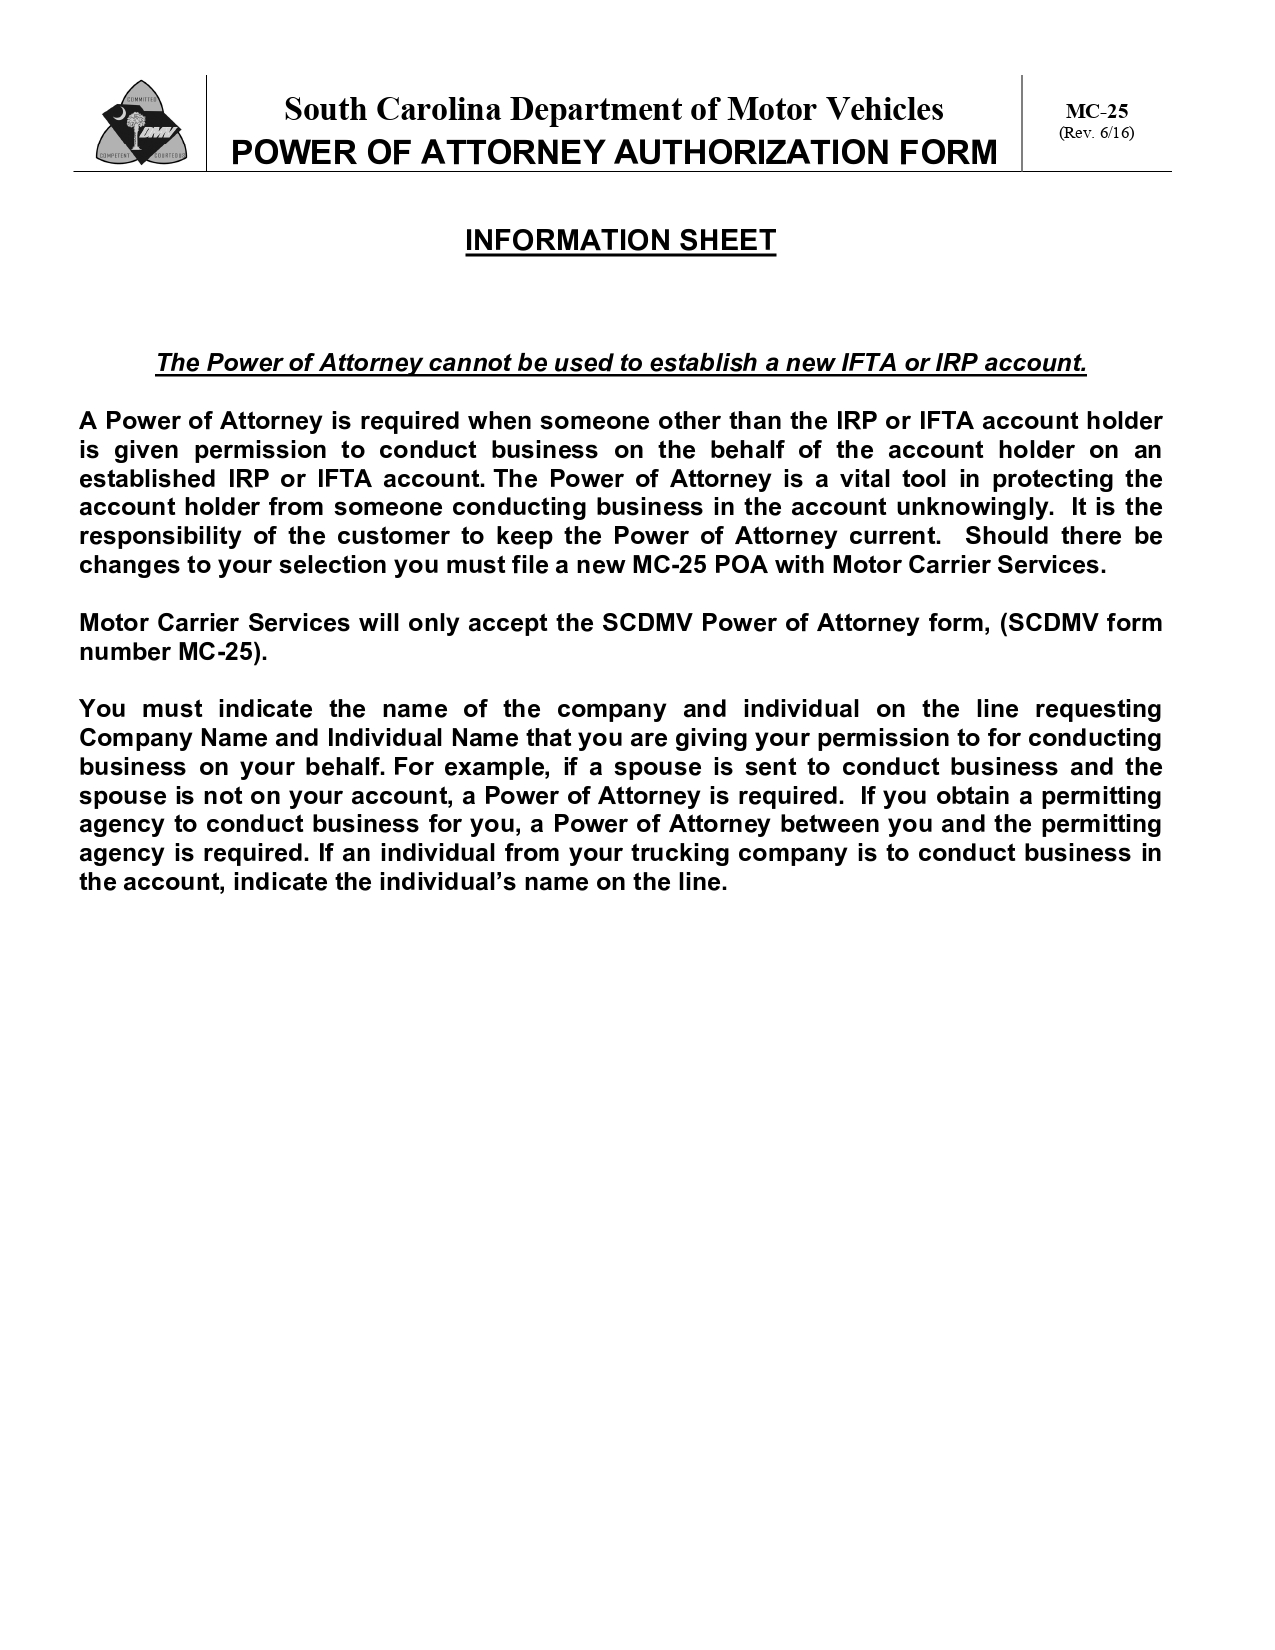 COMMITTED
DMV
COMPETENT COURTEOUS
South Carolina Department of Motor Vehicles
POWER OF ATTORNEY AUTHORIZATION FORM
MC-25
(Rev. 6/16)
INFORMATION SHEET
The Power of Attorney cannot be used to establish a new IFTA or IRP account.
A Power of Attorney is required when someone other than the IRP or IFTA account holder
is given permission to conduct business on the behalf of the account holder on an
established IRP or IFTA account. The Power of Attorney is a vital tool in protecting the
account holder from someone conducting business in the account unknowingly. It is the
responsibility of the customer to keep the Power of Attorney current. Should there be
changes to your selection you must file a new MC-25 POA with Motor Carrier Services.
Motor Carrier Services will only accept the SCDMV Power of Attorney form, (SCDMV form
number MC-25).
You must indicate the name of the company and individual on the line requesting
Company Name and Individual Name that you are giving your permission to for conducting
business on your behalf. For example, if a spouse is sent to conduct business and the
spouse is not on your account, a Power of Attorney is required. If you obtain a permitting
agency to conduct business for you, a Power of Attorney between you and the permitting
agency is required. If an individual from your trucking company is to conduct business in
the account, indicate the individual’s name on the line.